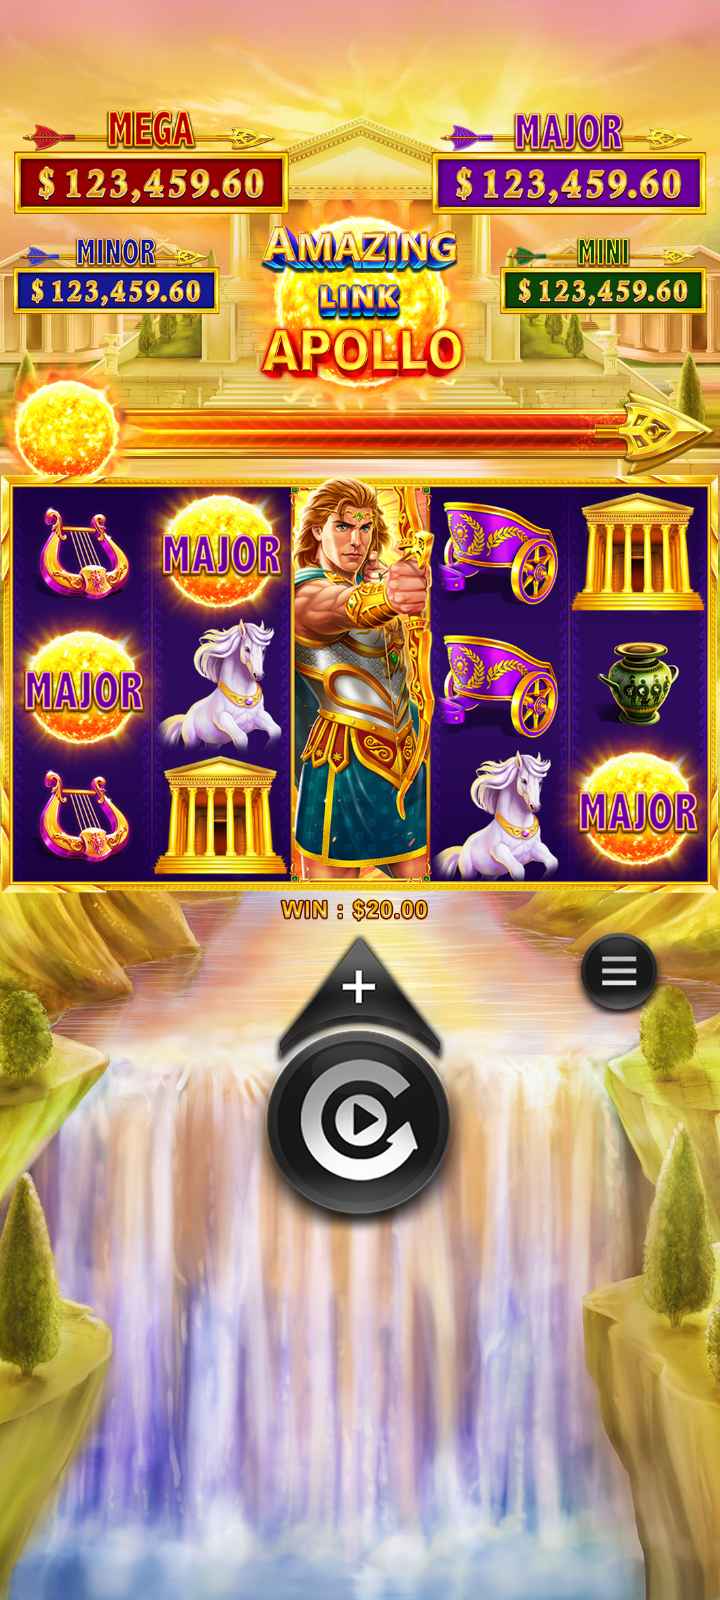 MEGA
$ 123,459.60
MAJOR
$ 123,459.60
MINOR
$ 123,459.60
MINI
$ 123,459.60
AMAZING
LINK
APOLLO
MAJOR
MAJOR
MAJOR
WIN : $20.00